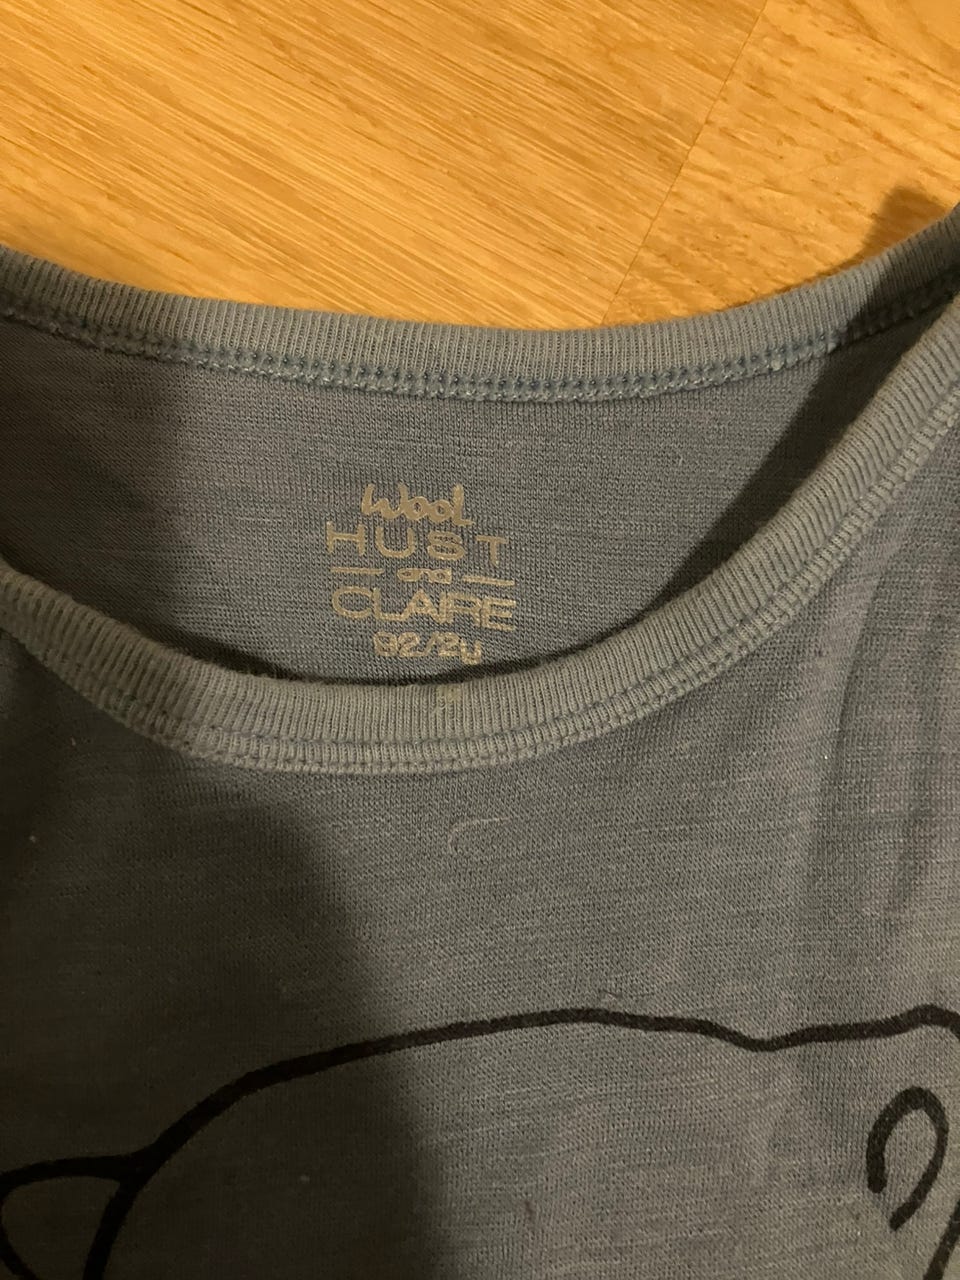 Wool
HUST
and
CLAIRE
92/2y